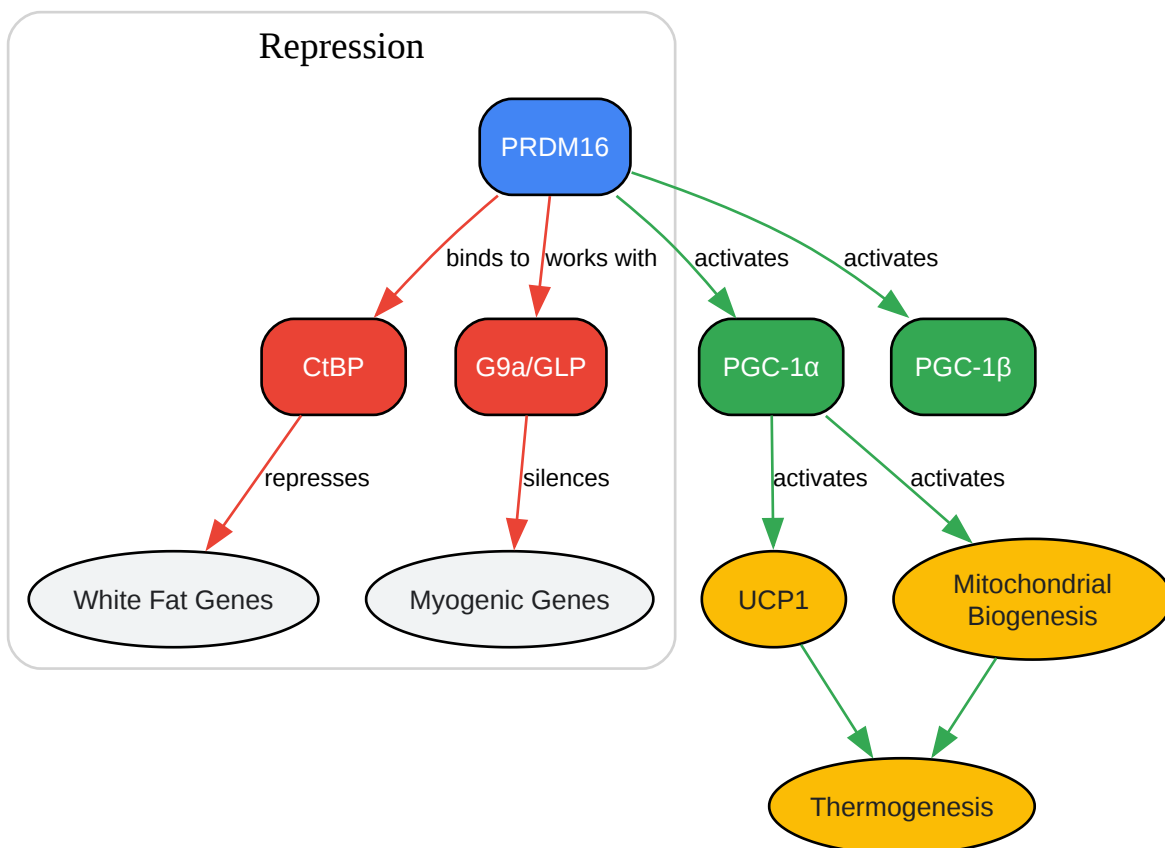 Repression
PRDM16
binds to
works with
activates
activates
CtBP
G9a/GLP
PGC-1α
PGC-1β
represses
silences
activates
activates
White Fat Genes
Myogenic Genes
UCP1
Mitochondrial
Biogenesis
Thermogenesis